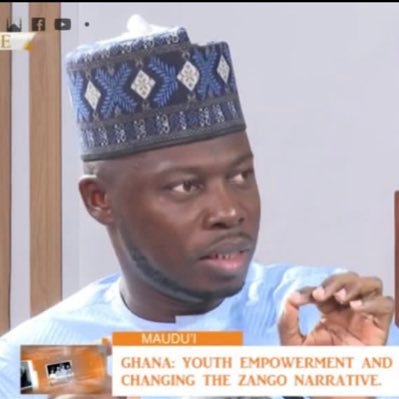 E
MAUDU'I
GHANA: YOUTH EMPOWERMENT AND
CHANGING THE ZANGO NARRATIVE.